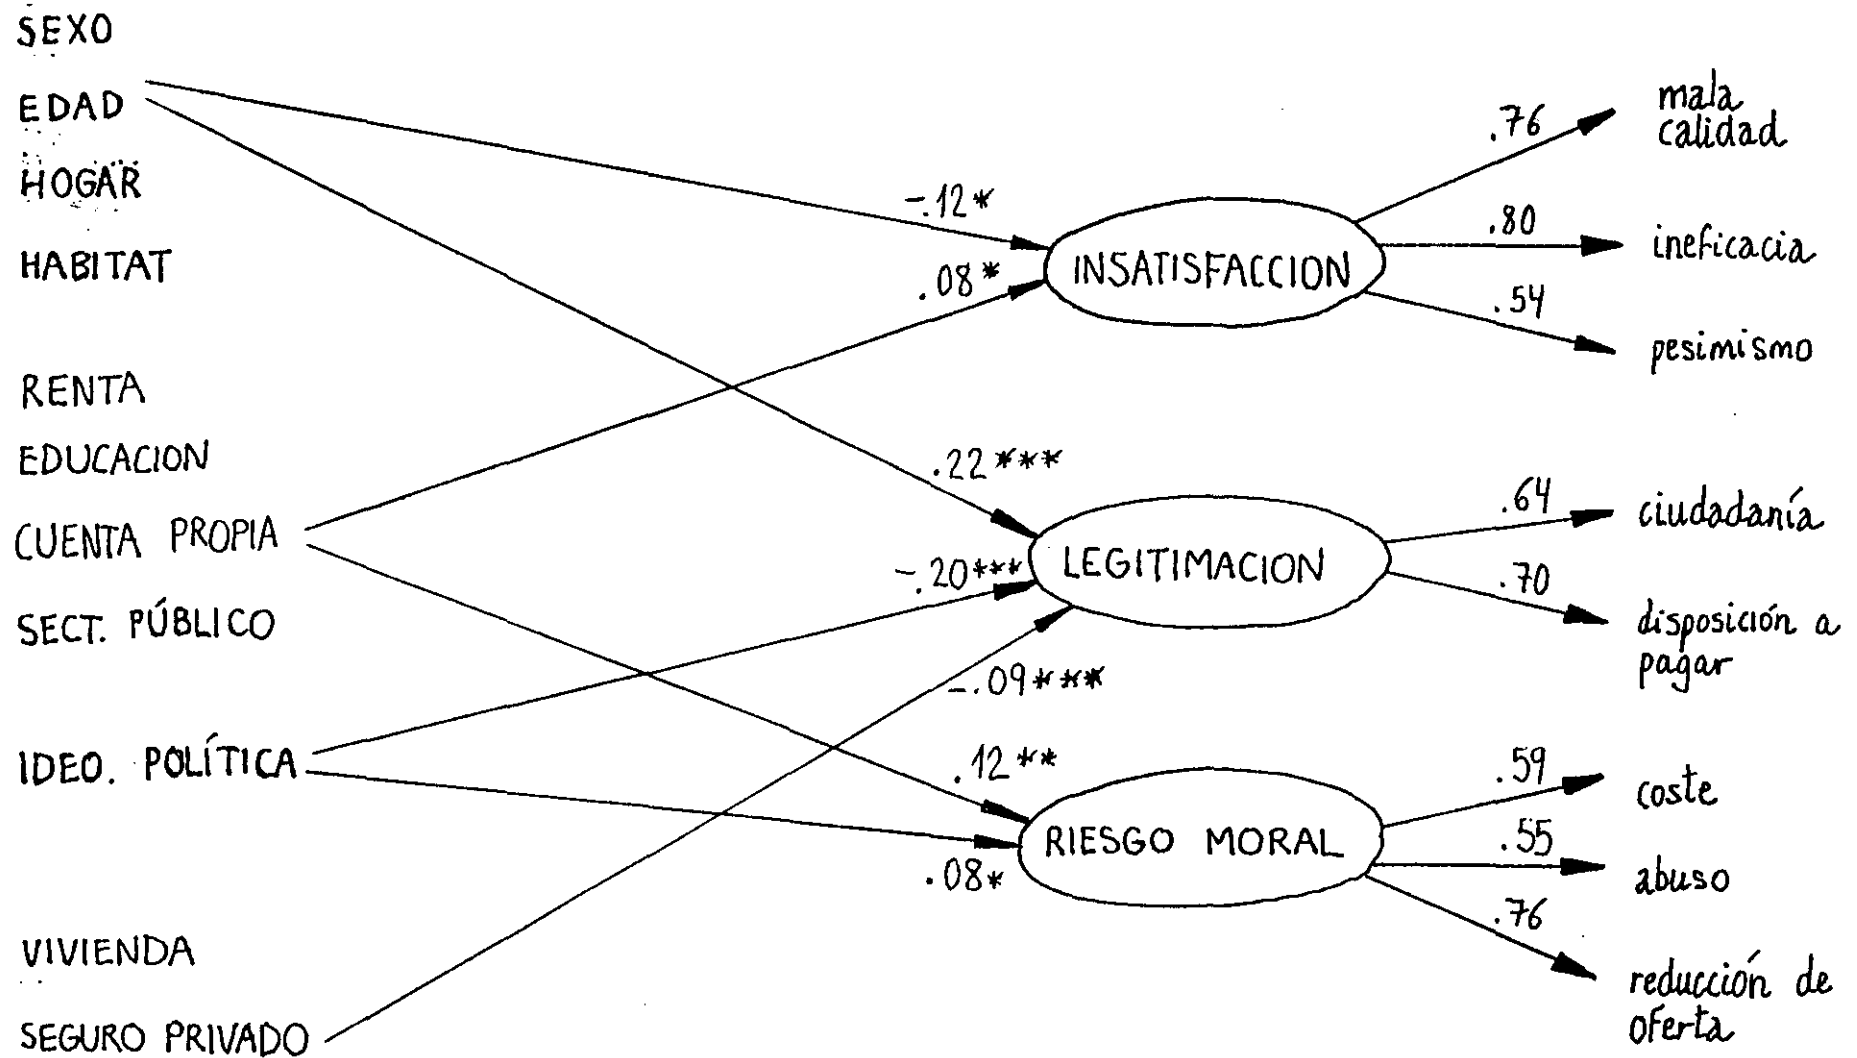 SEXO
EDAD
HOGAR
HABITAT
RENTA
EDUCACION
CUENTA PROPIA
SECT. PÚBLICO
IDEO. POLÍTICA
VIVIENDA
SEGURO PRIVADO
-.12*
.08*
.22***
-.20***
-.09***
.12**
.08*
INSATISFACCION
LEGITIMACION
RIESGO MORAL
.76
mala
calidad
.80
ineficacia
.54
pesimismo
.64
ciudadanía
.70
disposición a
pagar
.59
coste
.55
abuso
.76
reducción de
oferta